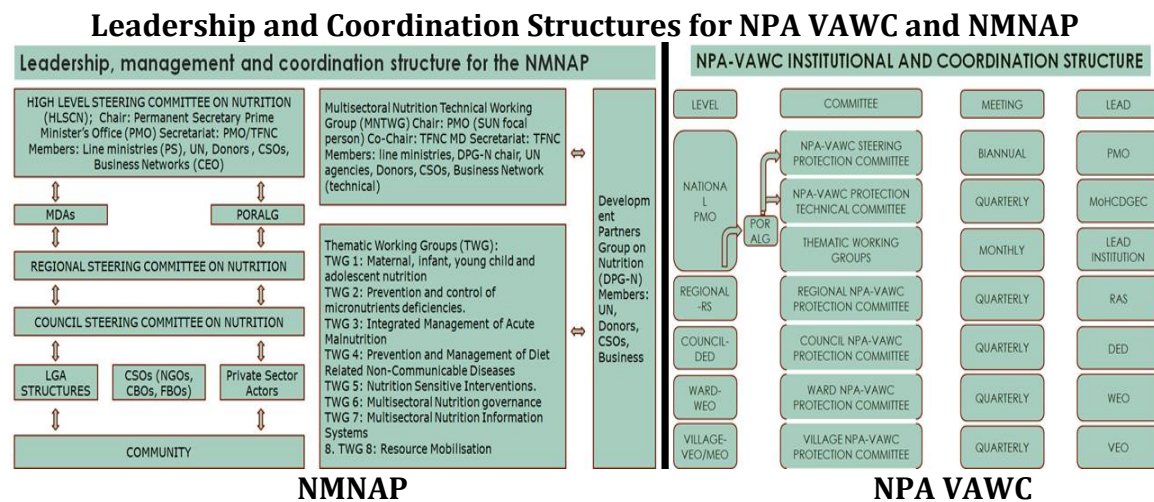 Leadership and Coordination Structures for NPA VAWC and NMNAP
Leadership, management and coordination structure for the NMNAP
HIGH LEVEL STEERING COMMITTEE ON NUTRITION
(HLSCN); Chair: Permanent Secretary Prime
Minister's Office (PMO) Secretariat: PMO/TFNC
Members: Line ministries (PS), UN, Donors , CSOs,
Business Networks (CEO)
MDAs
PORALG
REGIONAL STEERING COMMITTEE ON NUTRITION
COUNCIL STEERING COMMITTEE ON NUTRITION
LGA
STRUCTURES
CSOs (NGOs,
CBOs, FBOs)
Private Sector
Actors
COMMUNITY
Multisectoral Nutrition Technical Working
Group (MNTWG) Chair: PMO (SUN focal
person) Co-Chair: TFNC MD Secretariat: TFNC
Members: line ministries, DPG-N chair, UN
agencies, Donors, CSOs, Business Network
(technical)
Thematic Working Groups (TWG):
TWG 1: Maternal, infant, young child and
adolescent nutrition
TWG 2: Prevention and control of
micronutrients deficiencies.
TWG 3: Integrated Management of Acute
Malnutrition
TWG 4: Prevention and Management of Diet
Related Non-Communicable Diseases
TWG 5: Nutrition Sensitive Interventions.
TWG 6: Multisectoral Nutrition governance
TWG 7: Multisectoral Nutrition Information
Systems
8. TWG 8: Resource Mobilisation
Developm
ent
Partners
Group on
Nutrition
(DPG-N)
Members:
UN,
Donors,
CSOs,
Business
NMNAP
NPA-VAWC INSTITUTIONAL AND COORDINATION STRUCTURE
LEVEL
COMMITTEE
MEETING
LEAD
NATIONA
L
PMO
POR
ALG
NPA-VAWC STEERING
PROTECTION COMMITTEE
BIANNUAL
PMO
NPA-VAWC PROTECTION
TECHNICAL COMMITTEE
QUARTERLY
MoHCDGEC
THEMATIC WORKING
GROUPS
MONTHLY
LEAD
INSTITUTION
REGIONAL
-RS
REGIONAL NPA-VAWC
PROTECTION COMMITTEE
QUARTERLY
RAS
COUNCIL-
DED
COUNCIL NPA-VAWC
PROTECTION COMMITTEE
QUARTERLY
DED
WARD-
WEO
WARD NPA-VAWC
PROTECTION COMMITTEE
QUARTERLY
WEO
VILLAGE-
VEO/MEO
VILLAGE NPA-VAWC
PROTECTION COMMITTEE
QUARTERLY
VEO
NPA VAWC